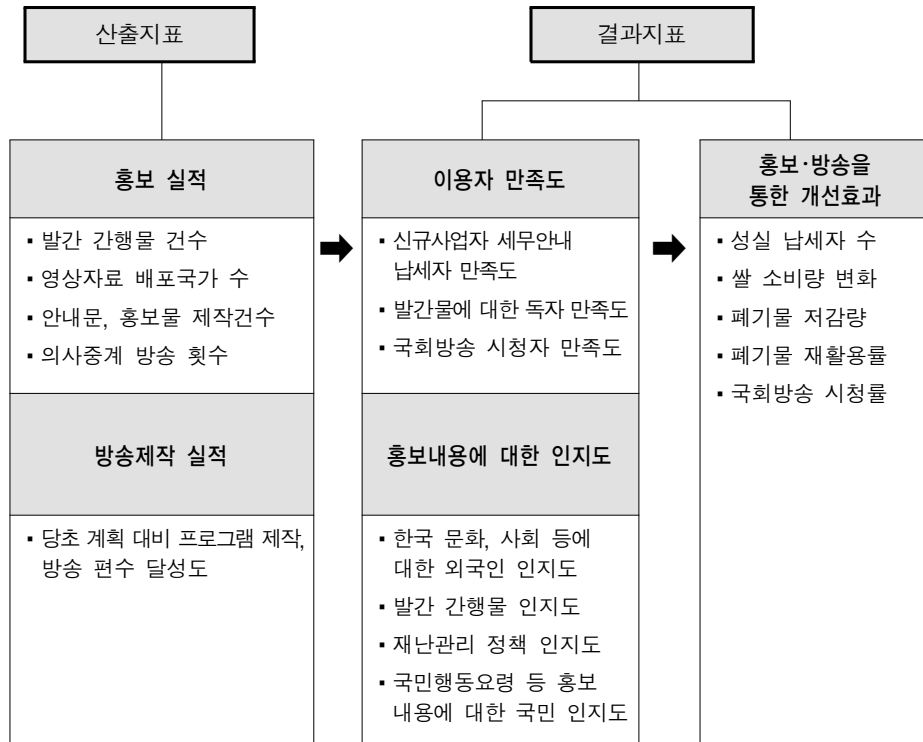 산출지표
결과지표
홍보 실적
▪ 발간 간행물 건수
▪ 영상자료 배포국가 수
▪ 안내문, 홍보물 제작건수
▪ 의사중계 방송 횟수
방송제작 실적
▪ 당초 계획 대비 프로그램 제작,
방송 편수 달성도
이용자 만족도
▪ 신규사업자 세무안내
납세자 만족도
▪ 발간물에 대한 독자 만족도
▪ 국회방송 시청자 만족도
홍보내용에 대한 인지도
▪ 한국 문화, 사회 등에
대한 외국인 인지도
▪ 발간 간행물 인지도
▪ 재난관리 정책 인지도
▪ 국민행동요령 등 홍보
내용에 대한 국민 인지도
홍보·방송을
통한 개선효과
▪ 성실 납세자 수
▪ 쌀 소비량 변화
▪ 폐기물 저감량
▪ 폐기물 재활용률
▪ 국회방송 시청률